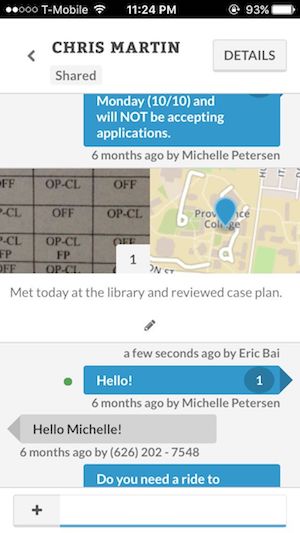 T-Mobile 11:24 PM 93%
CHRIS MARTIN
DETAILS
Shared
Monday (10/10) and
will NOT be accepting
applications.
6 months ago by Michelle Petersen
OFF OP-CL OFF
P-CL OFF OP-CL
P-CL OP-CL OFF
FP FP
OFF OP-CL
1
Providence
College
Met today at the library and reviewed case plan.
a few seconds ago by Eric Bai
Hello! 1
6 months ago by Michelle Petersen
Hello Michelle!
6 months ago by (626) 202 - 7548
Do you need a ride to
+